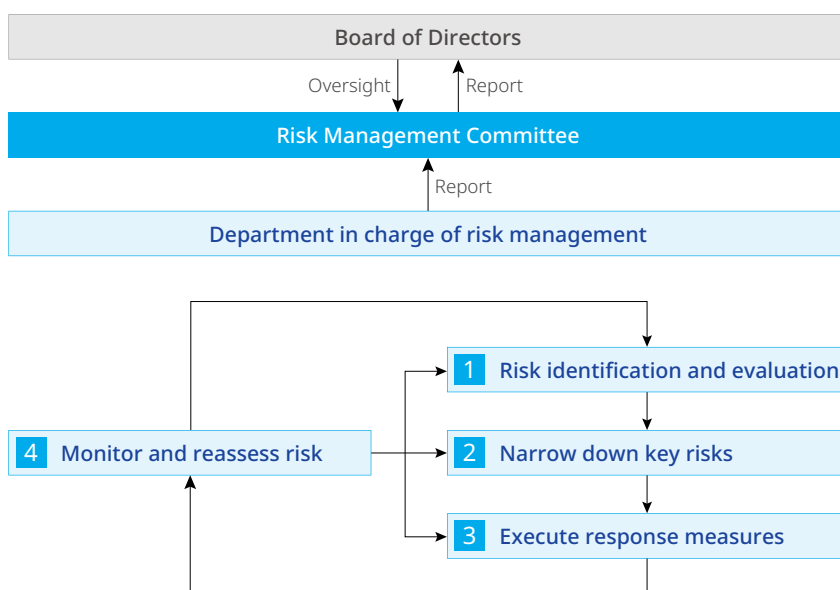 Board of Directors
Oversight
Report
Risk Management Committee
Report
Department in charge of risk management
1 Risk identification and evaluation
4 Monitor and reassess risk
2 Narrow down key risks
3 Execute response measures